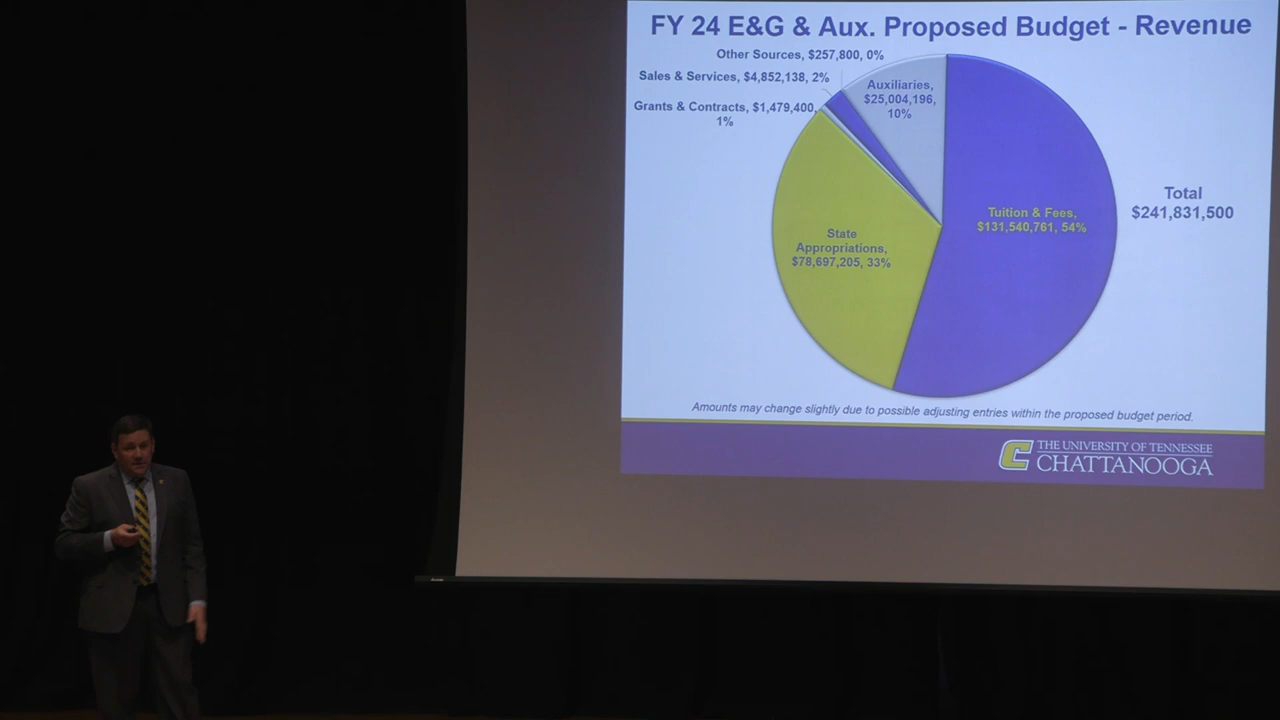 FY 24 E&G & Aux. Proposed Budget - Revenue
Other Sources, $257,800, 0%
Sales & Services, $4,852,138, 2%
Grants & Contracts, $1,479,400,
1%
Auxiliaries,
$25,004,196,
10%
Tuition & Fees,
$131,540,761, 54%
State
Appropriations,
$78,697,205, 33%
Total
$241,831,500
Amounts may change slightly due to possible adjusting entries within the proposed budget period.
C
THE UNIVERSITY OF TENNESSEE
CHATTANOOGA